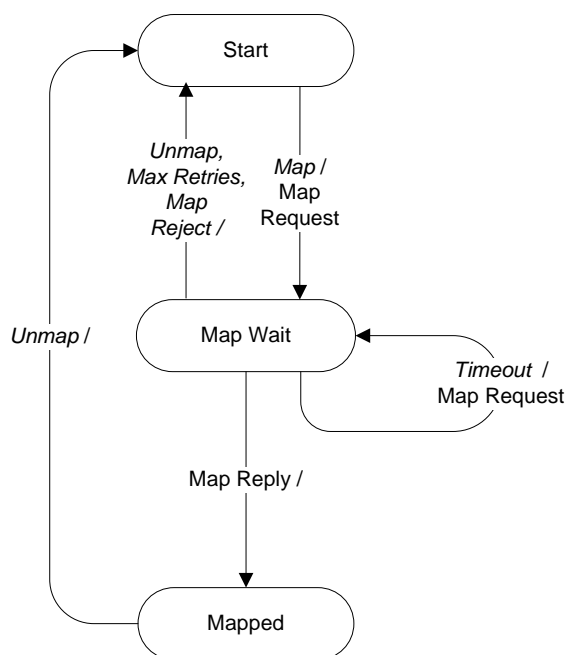 Start
Unmap,
Max Retries,
Map
Reject /
Map /
Map
Request
Unmap /
Map Wait
Timeout /
Map Request
Map Reply /
Mapped